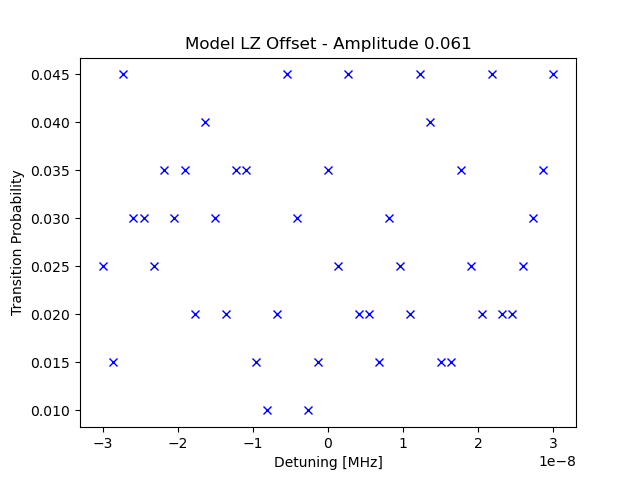 Model LZ Offset - Amplitude 0.061
Transition Probability
0.045
0.040
0.035
0.030
0.025
0.020
0.015
0.010
−3 −2 −1 0 1 2 3
1e−8
Detuning [MHz]